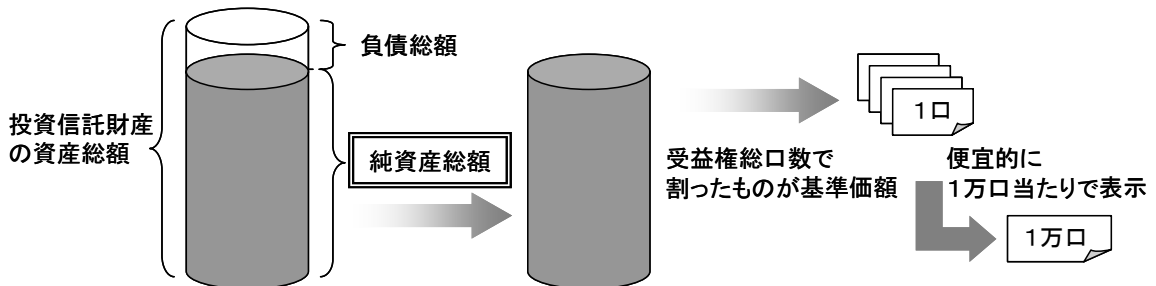 負債総額
投資信託財産
の資産総額
純資産総額
受益権総口数で
割ったものが基準価額
1口
便宜的に
1万口当たりで表示
1万口